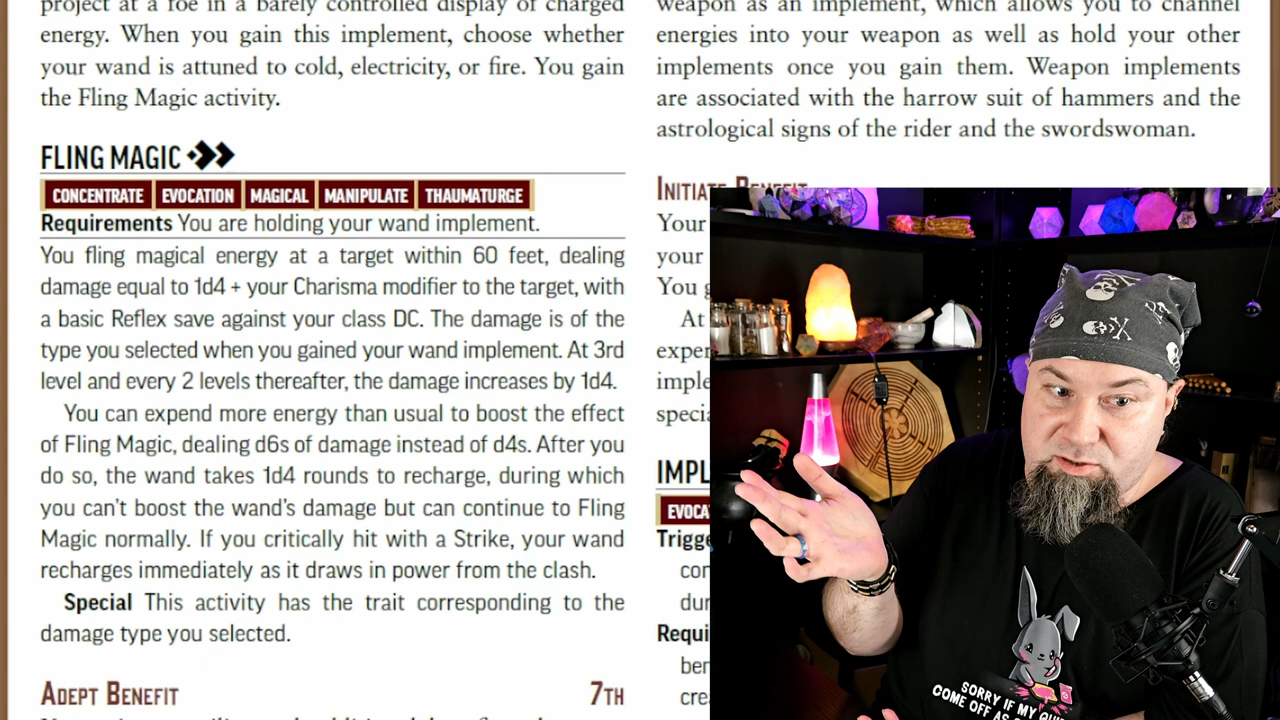 project at a foe in a barely controlled display of charged
energy. When you gain this implement, choose whether
your wand is attuned to cold, electricity, or fire. You gain
the Fling Magic activity.
FLING MAGIC
CONCENTRATE EVOCATION MAGICAL MANIPULATE THAUMATURGE
Requirements You are holding your wand implement.
You fling magical energy at a target within 60 feet, dealing
damage equal to 1d4 + your Charisma modifier to the target, with
a basic Reflex save against your class DC. The damage is of the
type you selected when you gained your wand implement. At 3rd
level and every 2 levels thereafter, the damage increases by 1d4.
You can expend more energy than usual to boost the effect
of Fling Magic, dealing d6s of damage instead of d4s. After you
do so, the wand takes 1d4 rounds to recharge, during which
you can't boost the wand's damage but can continue to Fling
Magic normally. If you critically hit with a Strike, your wand
recharges immediately as it draws in power from the clash.
Special This activity has the trait corresponding to the
damage type you selected.
ADEPT BENEFIT 7TH
weapon as an implement, which allows you to channel
energies into your weapon as well as hold your other
implements once you gain them. Weapon implements
are associated with the harrow suit of hammers and the
astrological signs of the rider and the swordswoman.
INITIATE BENEFIT
Your
your
You g
At
exper
imple
specia
IMPL
EVOCA
Trigge
con
dur
Requi
ben
crea
SORRY IF MY QUI
COME OFF AS